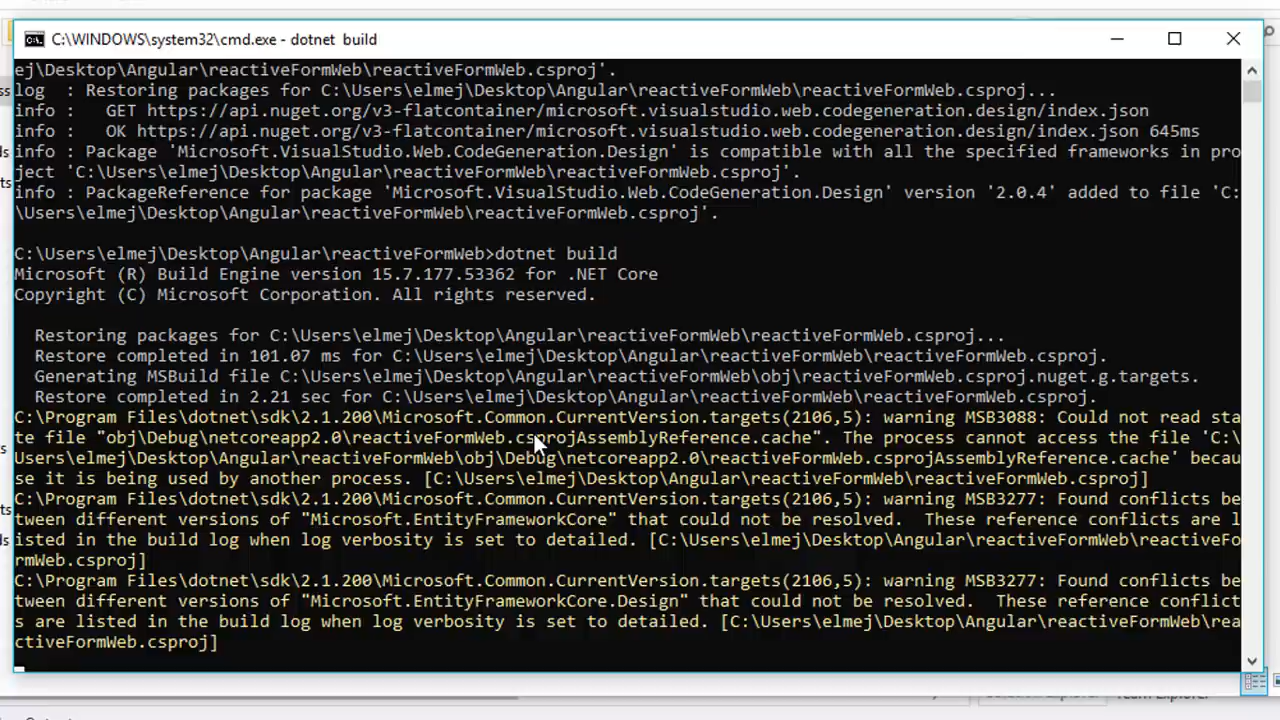 C:\WINDOWS\system32\cmd.exe - dotnet  build
ej\Desktop\Angular\reactiveFormWeb\reactiveFormWeb.csproj'.
log  : Restoring packages for C:\Users\elmej\Desktop\Angular\reactiveFormWeb\reactiveFormWeb.csproj...
info :   GET https://api.nuget.org/v3-flatcontainer/microsoft.visualstudio.web.codegeneration.design/index.json
info :   OK https://api.nuget.org/v3-flatcontainer/microsoft.visualstudio.web.codegeneration.design/index.json 645ms
info : Package 'Microsoft.VisualStudio.Web.CodeGeneration.Design' is compatible with all the specified frameworks in pro
ject 'C:\Users\elmej\Desktop\Angular\reactiveFormWeb\reactiveFormWeb.csproj'.
info : PackageReference for package 'Microsoft.VisualStudio.Web.CodeGeneration.Design' version '2.0.4' added to file 'C:
\Users\elmej\Desktop\Angular\reactiveFormWeb\reactiveFormWeb.csproj'.
C:\Users\elmej\Desktop\Angular\reactiveFormWeb>dotnet build
Microsoft (R) Build Engine version 15.7.177.53362 for .NET Core
Copyright (C) Microsoft Corporation. All rights reserved.
  Restoring packages for C:\Users\elmej\Desktop\Angular\reactiveFormWeb\reactiveFormWeb.csproj...
  Restore completed in 101.07 ms for C:\Users\elmej\Desktop\Angular\reactiveFormWeb\reactiveFormWeb.csproj.
  Generating MSBuild file C:\Users\elmej\Desktop\Angular\reactiveFormWeb\obj\reactiveFormWeb.csproj.nuget.g.targets.
  Restore completed in 2.21 sec for C:\Users\elmej\Desktop\Angular\reactiveFormWeb\reactiveFormWeb.csproj.
C:\Program Files\dotnet\sdk\2.1.200\Microsoft.Common.CurrentVersion.targets(2106,5): warning MSB3088: Could not read sta
te file "obj\Debug\netcoreapp2.0\reactiveFormWeb.csprojAssemblyReference.cache". The process cannot access the file 'C:\
Users\elmej\Desktop\Angular\reactiveFormWeb\obj\Debug\netcoreapp2.0\reactiveFormWeb.csprojAssemblyReference.cache' becau
se it is being used by another process. [C:\Users\elmej\Desktop\Angular\reactiveFormWeb\reactiveFormWeb.csproj]
C:\Program Files\dotnet\sdk\2.1.200\Microsoft.Common.CurrentVersion.targets(2106,5): warning MSB3277: Found conflicts be
tween different versions of "Microsoft.EntityFrameworkCore" that could not be resolved.  These reference conflicts are l
isted in the build log when log verbosity is set to detailed. [C:\Users\elmej\Desktop\Angular\reactiveFormWeb\reactiveFo
rmWeb.csproj]
C:\Program Files\dotnet\sdk\2.1.200\Microsoft.Common.CurrentVersion.targets(2106,5): warning MSB3277: Found conflicts be
tween different versions of "Microsoft.EntityFrameworkCore.Design" that could not be resolved.  These reference conflict
s are listed in the build log when log verbosity is set to detailed. [C:\Users\elmej\Desktop\Angular\reactiveFormWeb\rea
ctiveFormWeb.csproj]